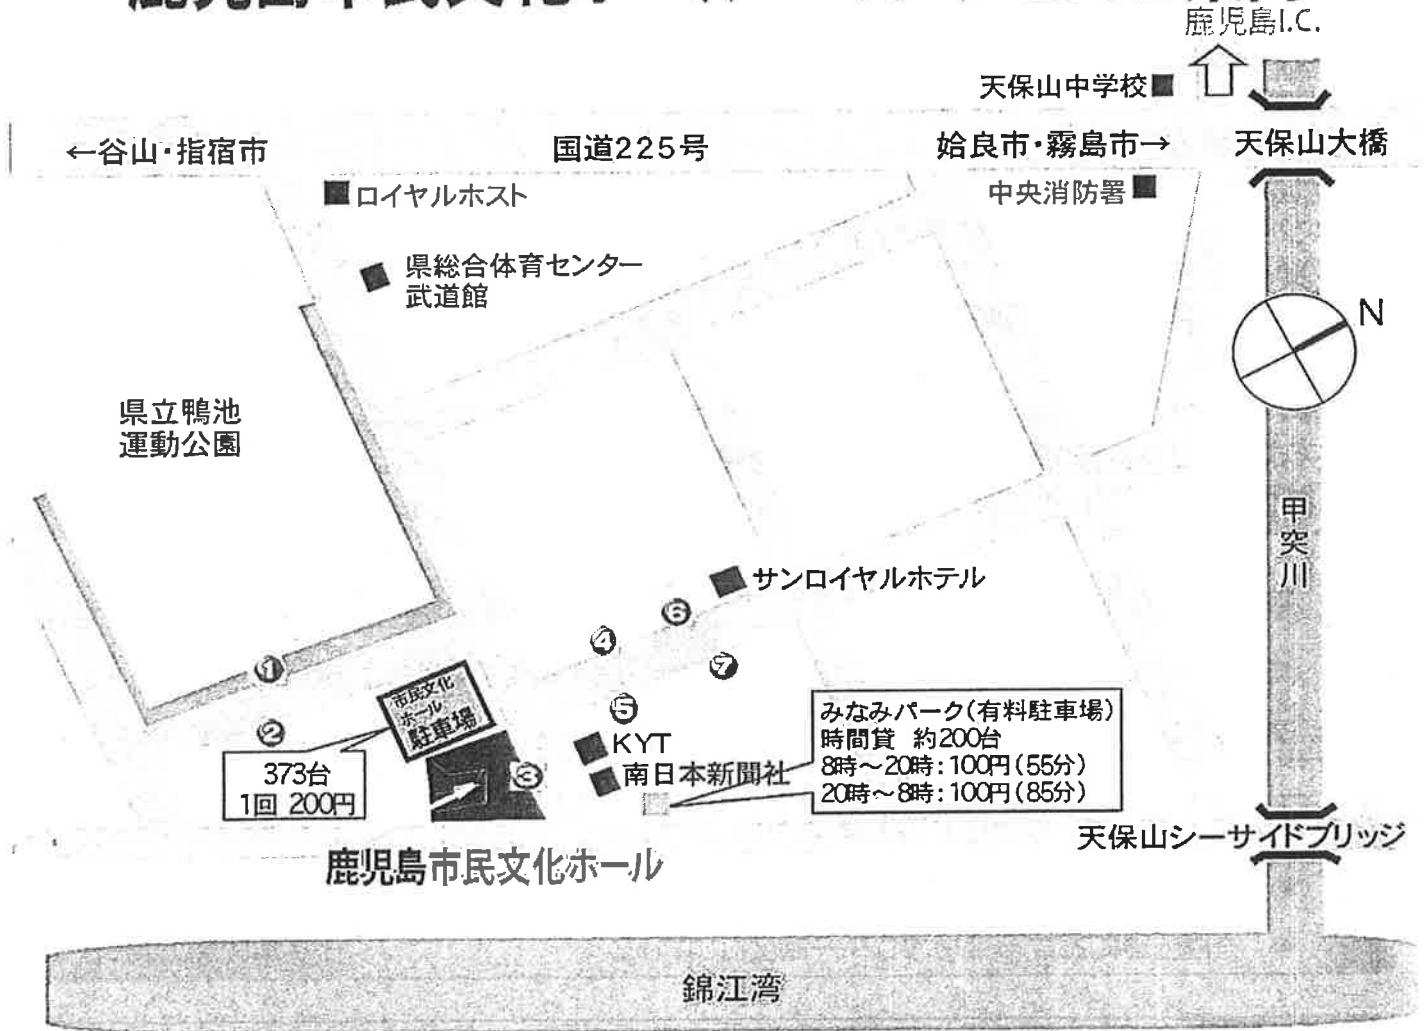 鹿児島I.C.
天保山中学校
←谷山・指宿市
国道225号
姶良市・霧島市→
天保山大橋
ロイヤルホスト
中央消防署
県総合体育センター
武道館
N
県立鴨池
運動公園
甲突川
サンロイヤルホテル
⑥
④
①
⑦
市民文化
ホール
駐車場
⑤
②
KYT
みなみパーク(有料駐車場)
時間貸 約200台
8時～20時:100円(55分)
20時～8時:100円(85分)
373台
1回 200円
③
南日本新聞社
天保山シーサイドブリッジ
鹿児島市民文化ホール
錦江湾